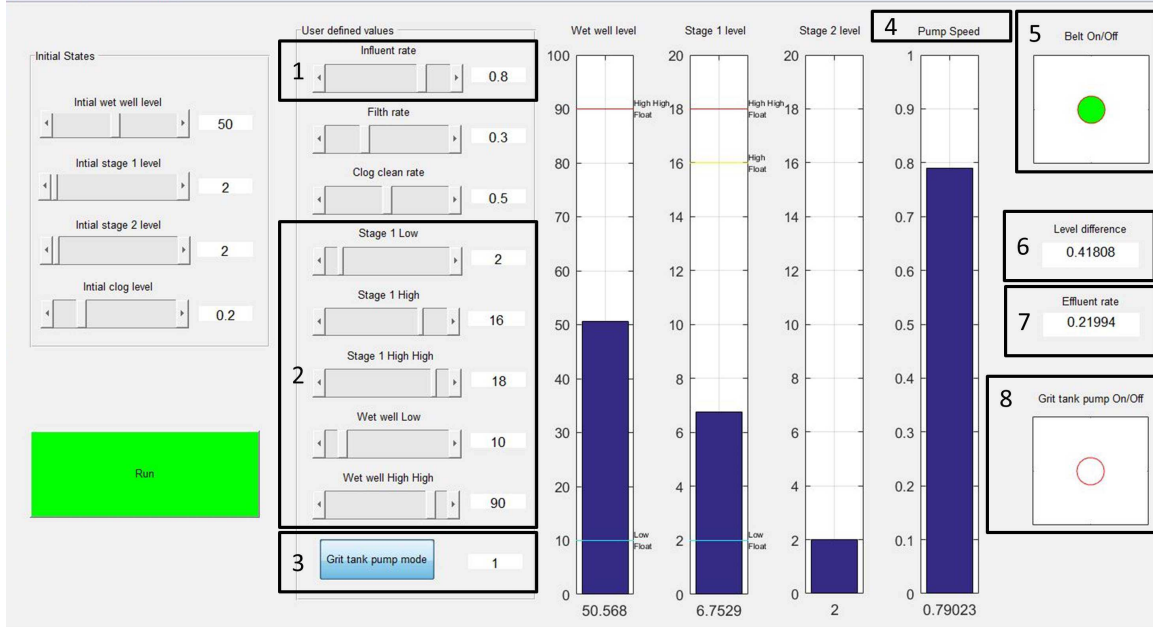 Initial States
Intial wet well level
50
Intial stage 1 level
2
Intial stage 2 level
2
Intial clog level
0.2
Run
User defined values
1
Influent rate
0.8
Filth rate
0.3
Clog clean rate
0.5
2
Stage 1 Low
2
Stage 1 High
16
Stage 1 High High
18
Wet well Low
10
Wet well High High
90
3
Grit tank pump mode
1
Wet well level
100
90
80
70
60
50
40
30
20
10
0
High High
Float
Low
Float
50.568
Stage 1 level
20
18
16
14
12
10
8
6
4
2
0
High High
Float
High
Float
Low
Float
6.7529
Stage 2 level
20
18
16
14
12
10
8
6
4
2
0
2
4
Pump Speed
1
0.9
0.8
0.7
0.6
0.5
0.4
0.3
0.2
0.1
0
0.79023
5
Belt On/Off
6
Level difference
0.41808
7
Effluent rate
0.21994
8
Grit tank pump On/Off